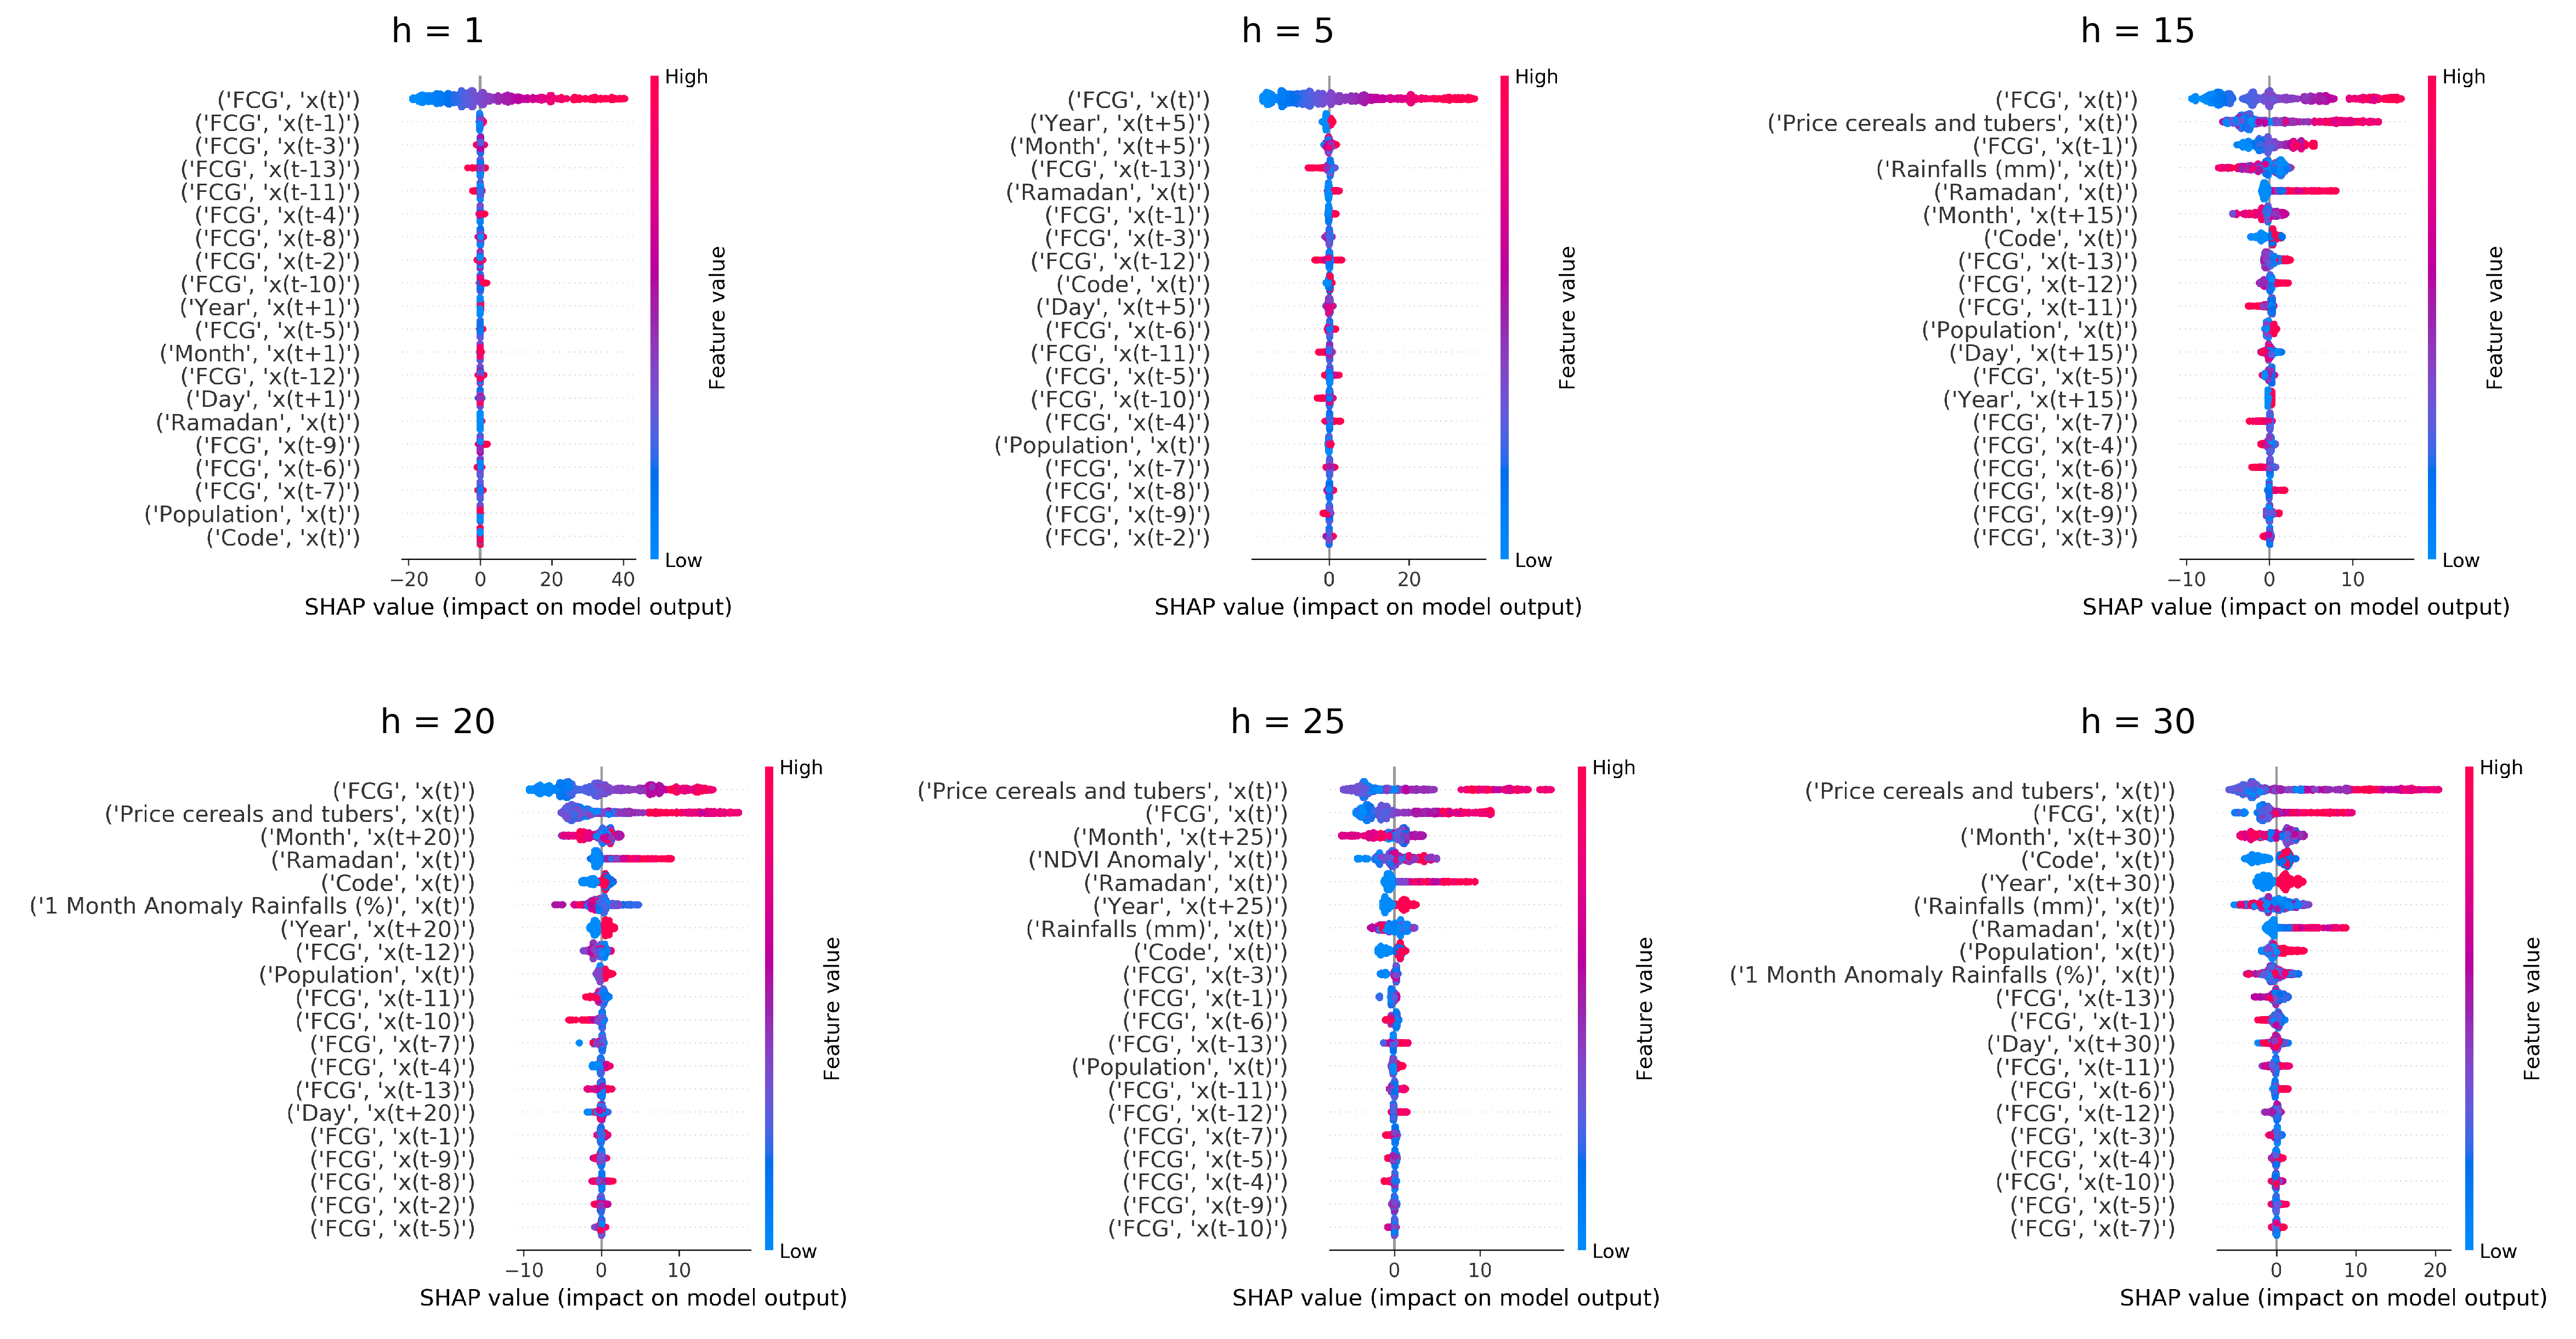 h = 1
High
('FCG', 'x(t)')
('FCG', 'x(t-1)')
('FCG', 'x(t-3)')
('FCG', 'x(t-13)')
('FCG', 'x(t-11)')
('FCG', 'x(t-4)')
('FCG', 'x(t-8)')
('FCG', 'x(t-2)')
('FCG', 'x(t-10)')
('Year', 'x(t+1)')
('FCG', 'x(t-5)')
('Month', 'x(t+1)')
('FCG', 'x(t-12)')
('Day', 'x(t+1)')
('Ramadan', 'x(t)')
('FCG', 'x(t-9)')
('FCG', 'x(t-6)')
('FCG', 'x(t-7)')
('Population', 'x(t)')
('Code', 'x(t)')
Feature value
Low
−20 0 20 40
SHAP value (impact on model output)
h = 5
High
('FCG', 'x(t)')
('Year', 'x(t+5)')
('Month', 'x(t+5)')
('FCG', 'x(t-13)')
('Ramadan', 'x(t)')
('FCG', 'x(t-1)')
('FCG', 'x(t-3)')
('FCG', 'x(t-12)')
('Code', 'x(t)')
('Day', 'x(t+5)')
('FCG', 'x(t-6)')
('FCG', 'x(t-11)')
('FCG', 'x(t-5)')
('FCG', 'x(t-10)')
('FCG', 'x(t-4)')
('Population', 'x(t)')
('FCG', 'x(t-7)')
('FCG', 'x(t-8)')
('FCG', 'x(t-9)')
('FCG', 'x(t-2)')
Feature value
Low
0 20
SHAP value (impact on model output)
h = 15
High
('FCG', 'x(t)')
('Price cereals and tubers', 'x(t)')
('FCG', 'x(t-1)')
('Rainfalls (mm)', 'x(t)')
('Ramadan', 'x(t)')
('Month', 'x(t+15)')
('Code', 'x(t)')
('FCG', 'x(t-13)')
('FCG', 'x(t-12)')
('FCG', 'x(t-11)')
('Population', 'x(t)')
('Day', 'x(t+15)')
('FCG', 'x(t-5)')
('Year', 'x(t+15)')
('FCG', 'x(t-7)')
('FCG', 'x(t-4)')
('FCG', 'x(t-6)')
('FCG', 'x(t-8)')
('FCG', 'x(t-9)')
('FCG', 'x(t-3)')
Feature value
Low
−10 0 10
SHAP value (impact on model output)
h = 20
High
('FCG', 'x(t)')
('Price cereals and tubers', 'x(t)')
('Month', 'x(t+20)')
('Ramadan', 'x(t)')
('Code', 'x(t)')
('1 Month Anomaly Rainfalls (%)', 'x(t)')
('Year', 'x(t+20)')
('FCG', 'x(t-12)')
('Population', 'x(t)')
('FCG', 'x(t-11)')
('FCG', 'x(t-10)')
('FCG', 'x(t-7)')
('FCG', 'x(t-4)')
('FCG', 'x(t-13)')
('Day', 'x(t+20)')
('FCG', 'x(t-1)')
('FCG', 'x(t-9)')
('FCG', 'x(t-8)')
('FCG', 'x(t-2)')
('FCG', 'x(t-5)')
Feature value
Low
−10 0 10
SHAP value (impact on model output)
h = 25
High
('Price cereals and tubers', 'x(t)')
('FCG', 'x(t)')
('Month', 'x(t+25)')
('NDVI Anomaly', 'x(t)')
('Ramadan', 'x(t)')
('Year', 'x(t+25)')
('Rainfalls (mm)', 'x(t)')
('Code', 'x(t)')
('FCG', 'x(t-3)')
('FCG', 'x(t-1)')
('FCG', 'x(t-6)')
('FCG', 'x(t-13)')
('Population', 'x(t)')
('FCG', 'x(t-11)')
('FCG', 'x(t-12)')
('FCG', 'x(t-7)')
('FCG', 'x(t-5)')
('FCG', 'x(t-4)')
('FCG', 'x(t-9)')
('FCG', 'x(t-10)')
Feature value
Low
0 10
SHAP value (impact on model output)
h = 30
High
('Price cereals and tubers', 'x(t)')
('FCG', 'x(t)')
('Month', 'x(t+30)')
('Code', 'x(t)')
('Year', 'x(t+30)')
('Rainfalls (mm)', 'x(t)')
('Ramadan', 'x(t)')
('Population', 'x(t)')
('1 Month Anomaly Rainfalls (%)', 'x(t)')
('FCG', 'x(t-13)')
('FCG', 'x(t-1)')
('Day', 'x(t+30)')
('FCG', 'x(t-11)')
('FCG', 'x(t-6)')
('FCG', 'x(t-12)')
('FCG', 'x(t-3)')
('FCG', 'x(t-4)')
('FCG', 'x(t-10)')
('FCG', 'x(t-5)')
('FCG', 'x(t-7)')
Feature value
Low
0 10 20
SHAP value (impact on model output)